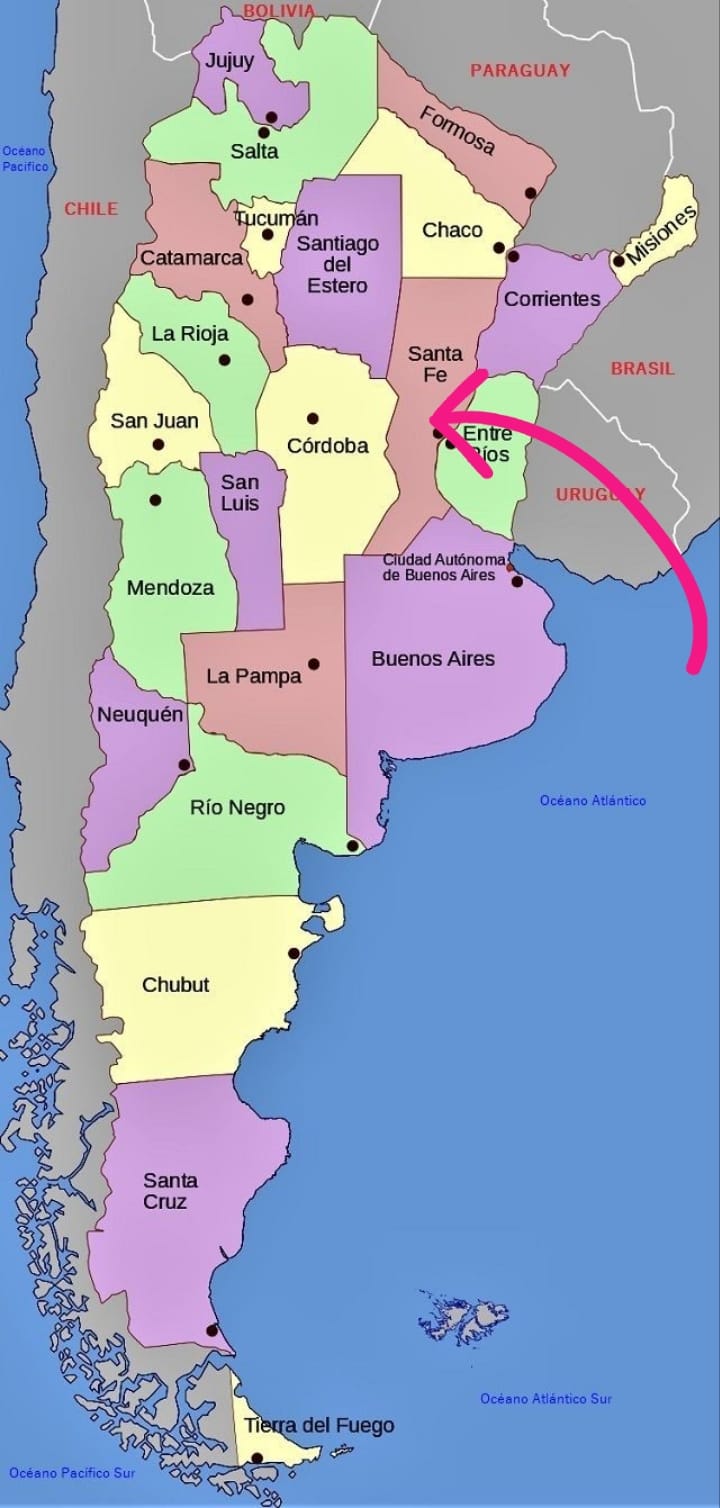 BOLIVIA
Jujuy
PARAGUAY
Formosa
Océano
Pacífico
Salta
CHILE
Tucumán
Misiones
Chaco
Santiago
del
Estero
Catamarca
Corrientes
La Rioja
Santa
Fe
BRASIL
San Juan
Córdoba
Entre
Ríos
San
Luis
URUGUAY
Ciudad Autónoma
de Buenos Aires
Mendoza
Buenos Aires
La Pampa
Neuquén
Océano Atlántico
Río Negro
Chubut
Santa
Cruz
Océano Atlántico Sur
Tierra del Fuego
Océano Pacífico Sur